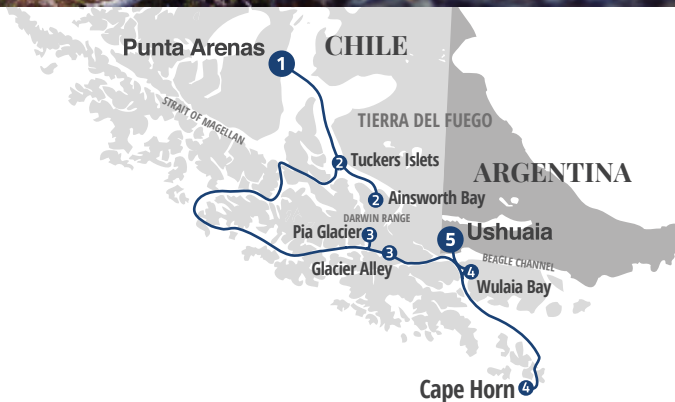 Punta Arenas
1
CHILE
STRAIT OF MAGELLAN
TIERRA DEL FUEGO
2 Tuckers Islets
ARGENTINA
2 Ainsworth Bay
DARWIN RANGE
Pia Glacier 3
5 Ushuaia
3
Glacier Alley
BEAGLE CHANNEL
4
Wulaia Bay
Cape Horn 4